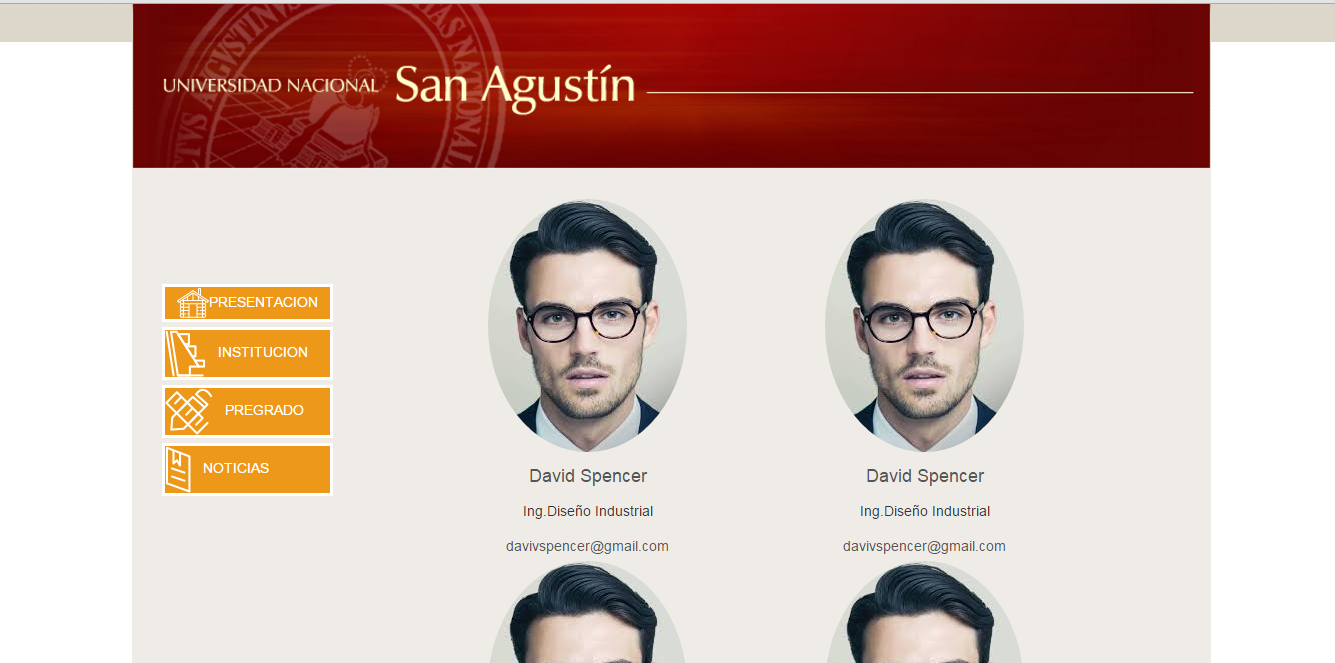 UNIVERSIDAD NACIONAL San Agustín
PRESENTACION
INSTITUCION
PREGRADO
NOTICIAS
David Spencer
Ing.Diseño Industrial
davivspencer@gmail.com
David Spencer
Ing.Diseño Industrial
davivspencer@gmail.com